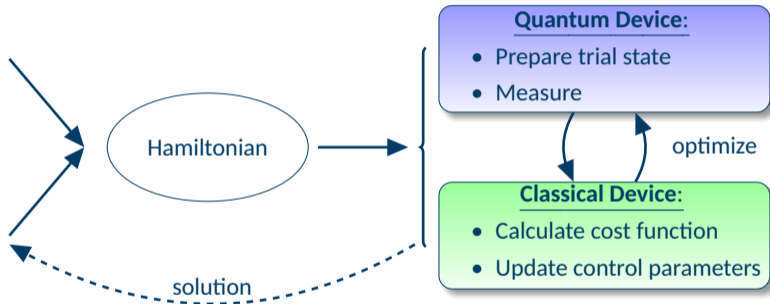 Quantum Device:
• Prepare trial state
• Measure
Hamiltonian
optimize
Classical Device:
• Calculate cost function
• Update control parameters
solution